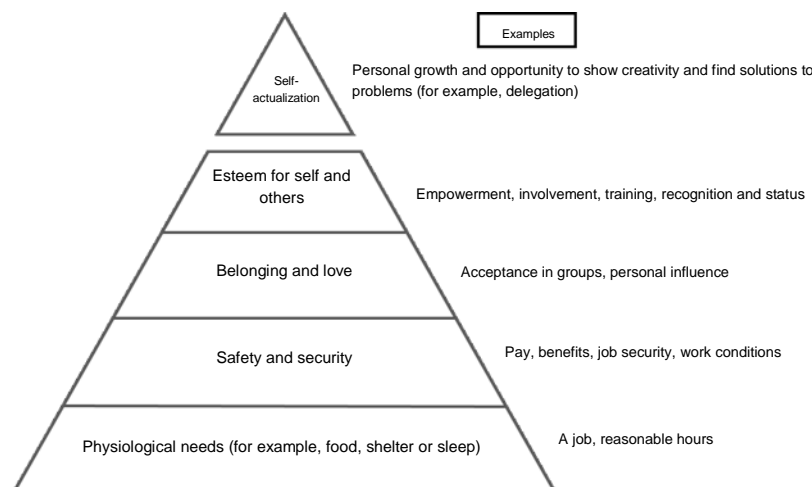 Examples
Self-
actualization
Personal growth and opportunity to show creativity and find solutions to
problems (for example, delegation)
Esteem for self and
others
Empowerment, involvement, training, recognition and status
Belonging and love
Acceptance in groups, personal influence
Safety and security
Pay, benefits, job security, work conditions
Physiological needs (for example, food, shelter or sleep)
A job, reasonable hours